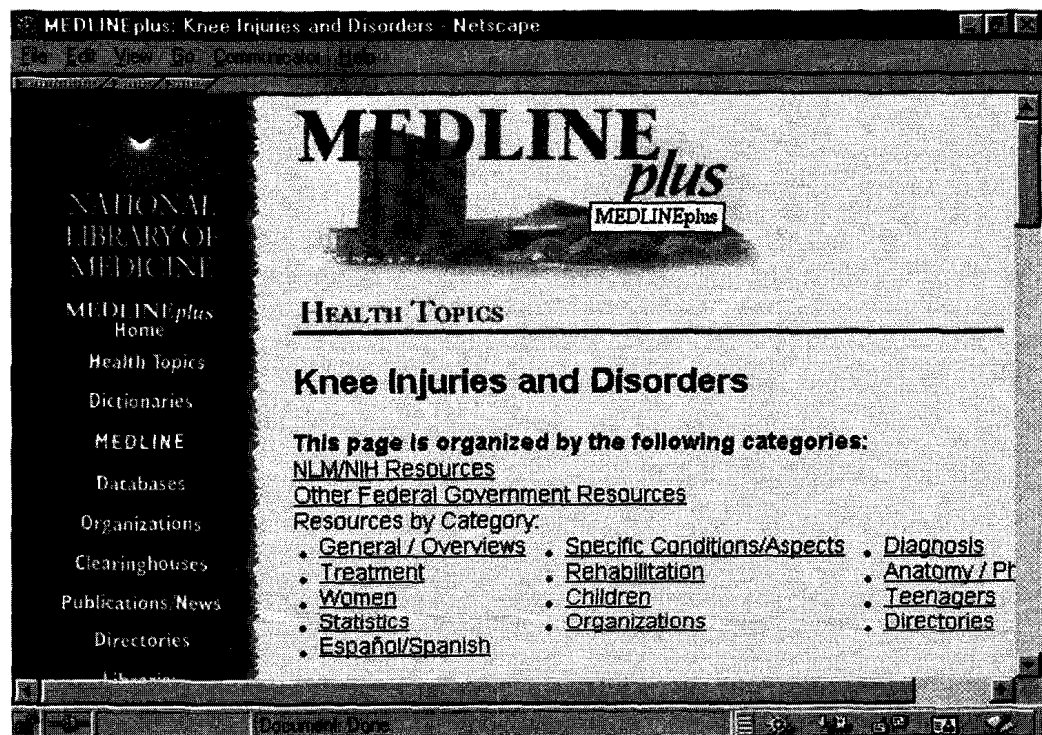 MEDLINEplus: Knee Injuries and Disorders - Netscape
File Edit View Go Communicator Help
NATIONAL
LIBRARY OF
MEDICINE
MEDLINEplus
Home
Health Topics
Dictionaries
MEDLINE
Databases
Organizations
Clearinghouses
Publications/News
Directories
Libraries
MEDLINE
plus
MEDLINEplus
HEALTH TOPICS
Knee Injuries and Disorders
This page is organized by the following categories:
NLM/NIH Resources
Other Federal Government Resources
Resources by Category:
General / Overviews Specific Conditions/Aspects Diagnosis
Treatment Rehabilitation Anatomy / Ph
Women Children Teenagers
Statistics Organizations Directories
Español/Spanish
Document: Done